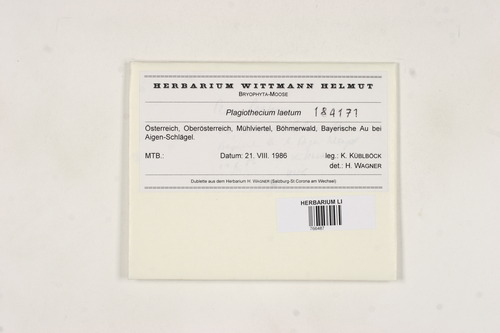 HERBARIUM WITTMANN HELMUT
BRYOPHYTA-MOOSE
Plagiothecium laetum 184171
Österreich, Oberösterreich, Mühlviertel, Böhmerwald, Bayerische Au bei
Aigen-Schlägel.
MTB.: Datum: 21. VIII. 1986 leg.: K. KÜBLBÖCK
det.: H. WAGNER
Dublette aus dem Herbarium H. (Salzburg-St.Corona am Wechsel)
HERBARIUM LI